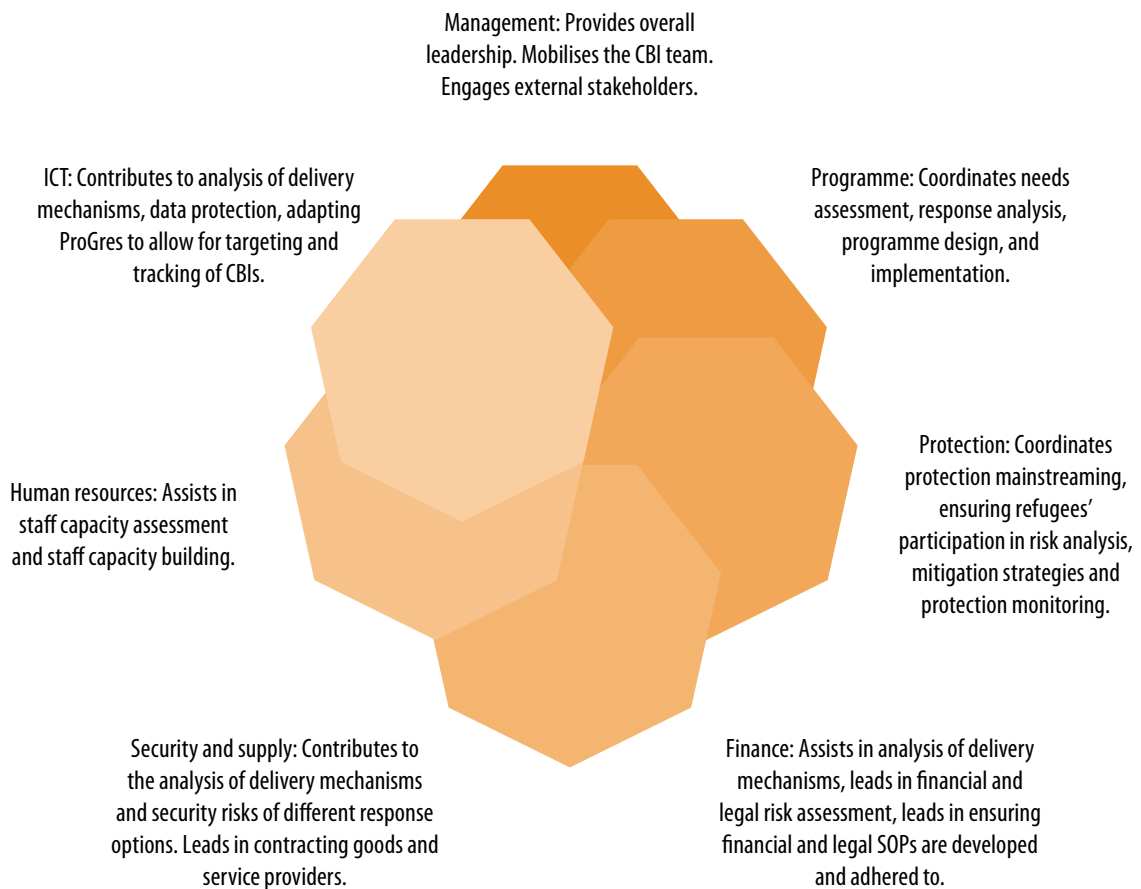 Management: Provides overall
leadership. Mobilises the CBI team.
Engages external stakeholders.
ICT: Contributes to analysis of delivery
mechanisms, data protection, adapting
ProGres to allow for targeting and
tracking of CBIs.
Programme: Coordinates needs
assessment, response analysis,
programme design, and
implementation.
Human resources: Assists in
staff capacity assessment
and staff capacity building.
Protection: Coordinates
protection mainstreaming,
ensuring refugees’
participation in risk analysis,
mitigation strategies and
protection monitoring.
Security and supply: Contributes to
the analysis of delivery mechanisms
and security risks of different response
options. Leads in contracting goods and
service providers.
Finance: Assists in analysis of delivery
mechanisms, leads in financial and
legal risk assessment, leads in ensuring
financial and legal SOPs are developed
and adhered to.